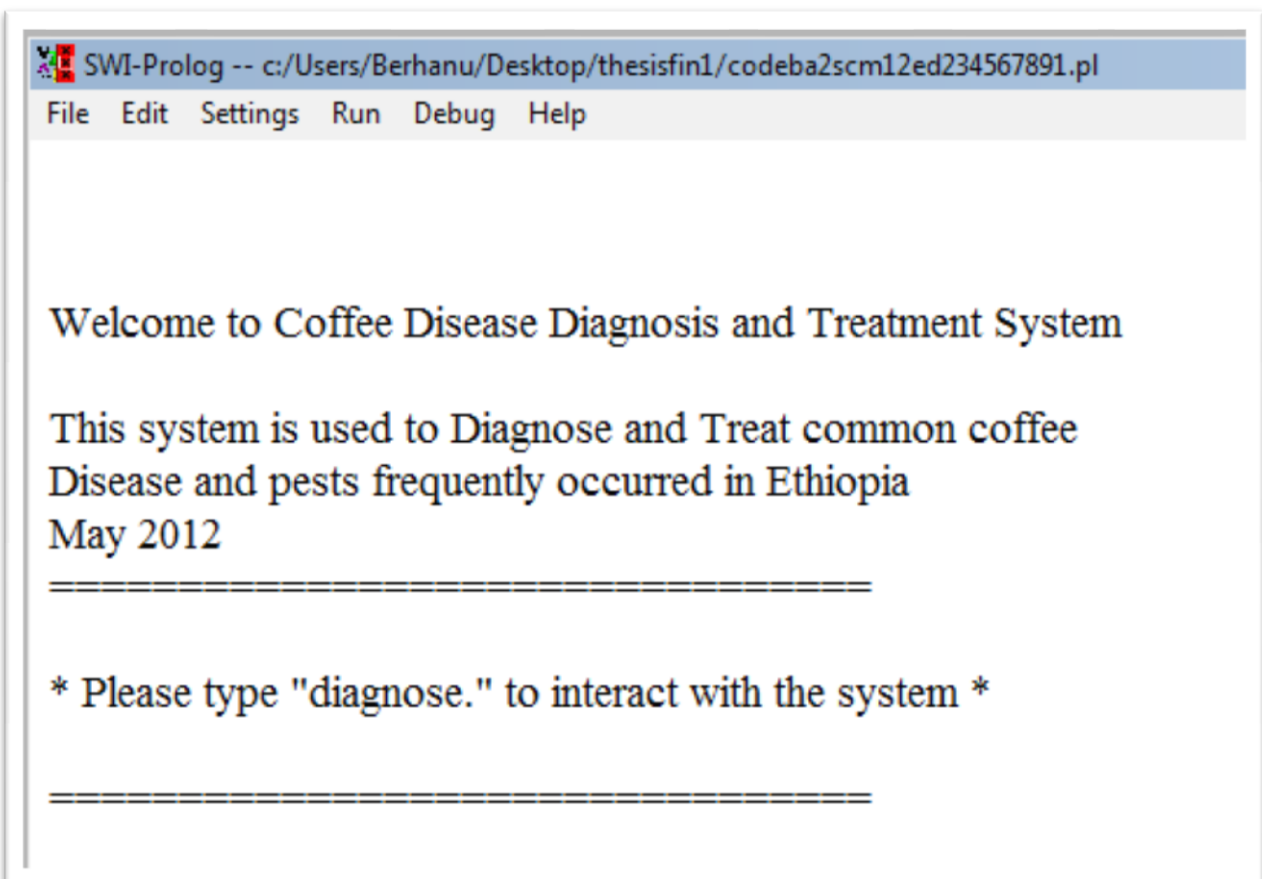 SWI-Prolog -- c:/Users/Berhanu/Desktop/thesisfin1/codeba2scm12ed234567891.pl
File Edit Settings Run Debug Help
Welcome to Coffee Disease Diagnosis and Treatment System
This system is used to Diagnose and Treat common coffee
Disease and pests frequently occurred in Ethiopia
May 2012
================================
* Please type "diagnose." to interact with the system *
================================